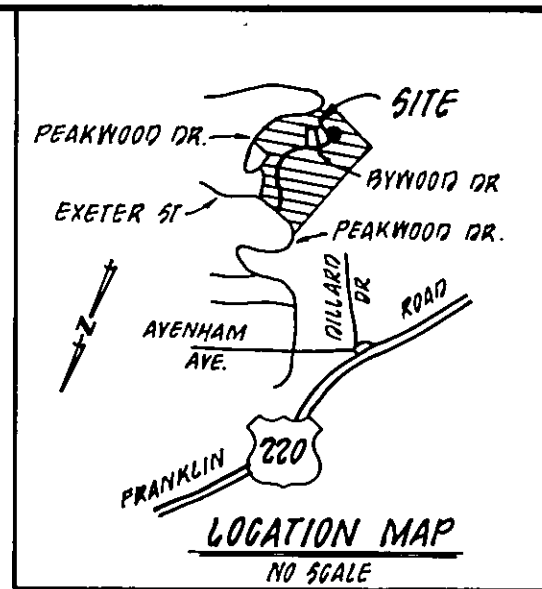 SITE
PEAKWOOD DR.
BYWOOD DR
EXETER ST
PEAKWOOD DR.
N
DILLARD DR
ROAD
AVENHAM AVE.
220
FRANKLIN
LOCATION MAP
NO SCALE